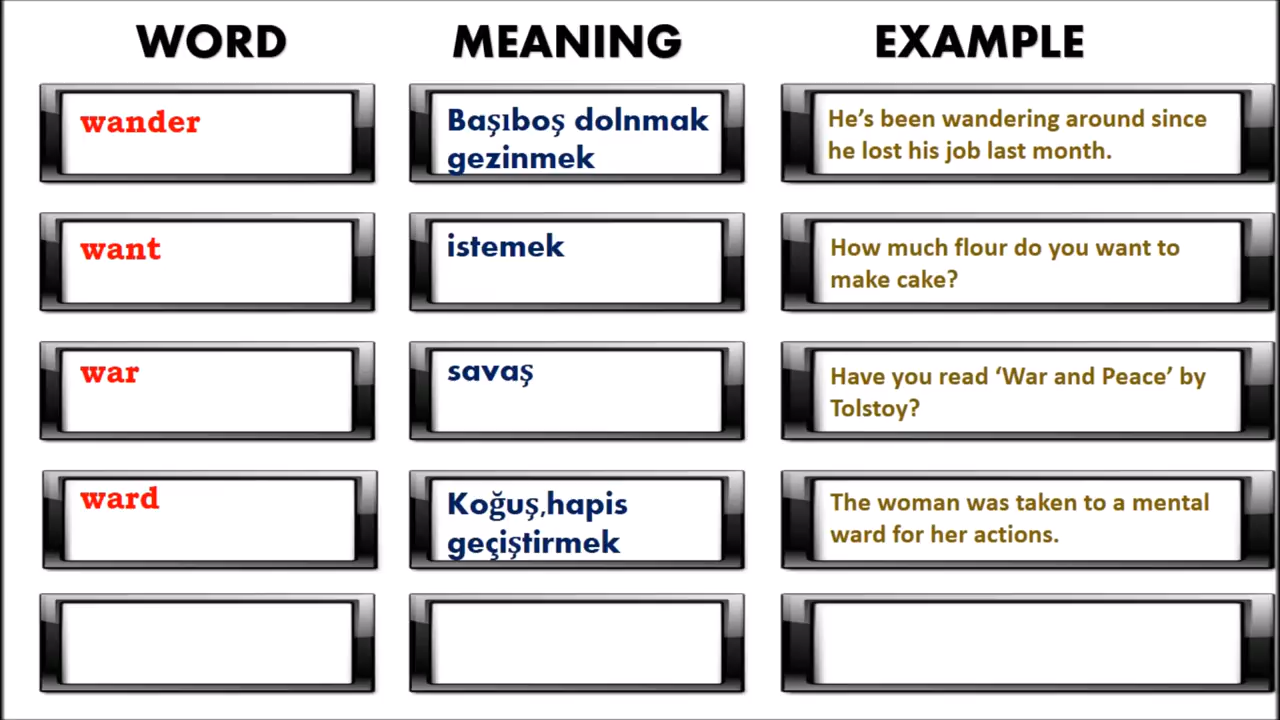 WORD MEANING EXAMPLE
wander
Başıboş dolnmak
gezinmek
He’s been wandering around since
he lost his job last month.
want
istemek
How much flour do you want to
make cake?
war
savaş
Have you read ‘War and Peace’ by
Tolstoy?
ward
Koğuş,hapis
geçiştirmek
The woman was taken to a mental
ward for her actions.